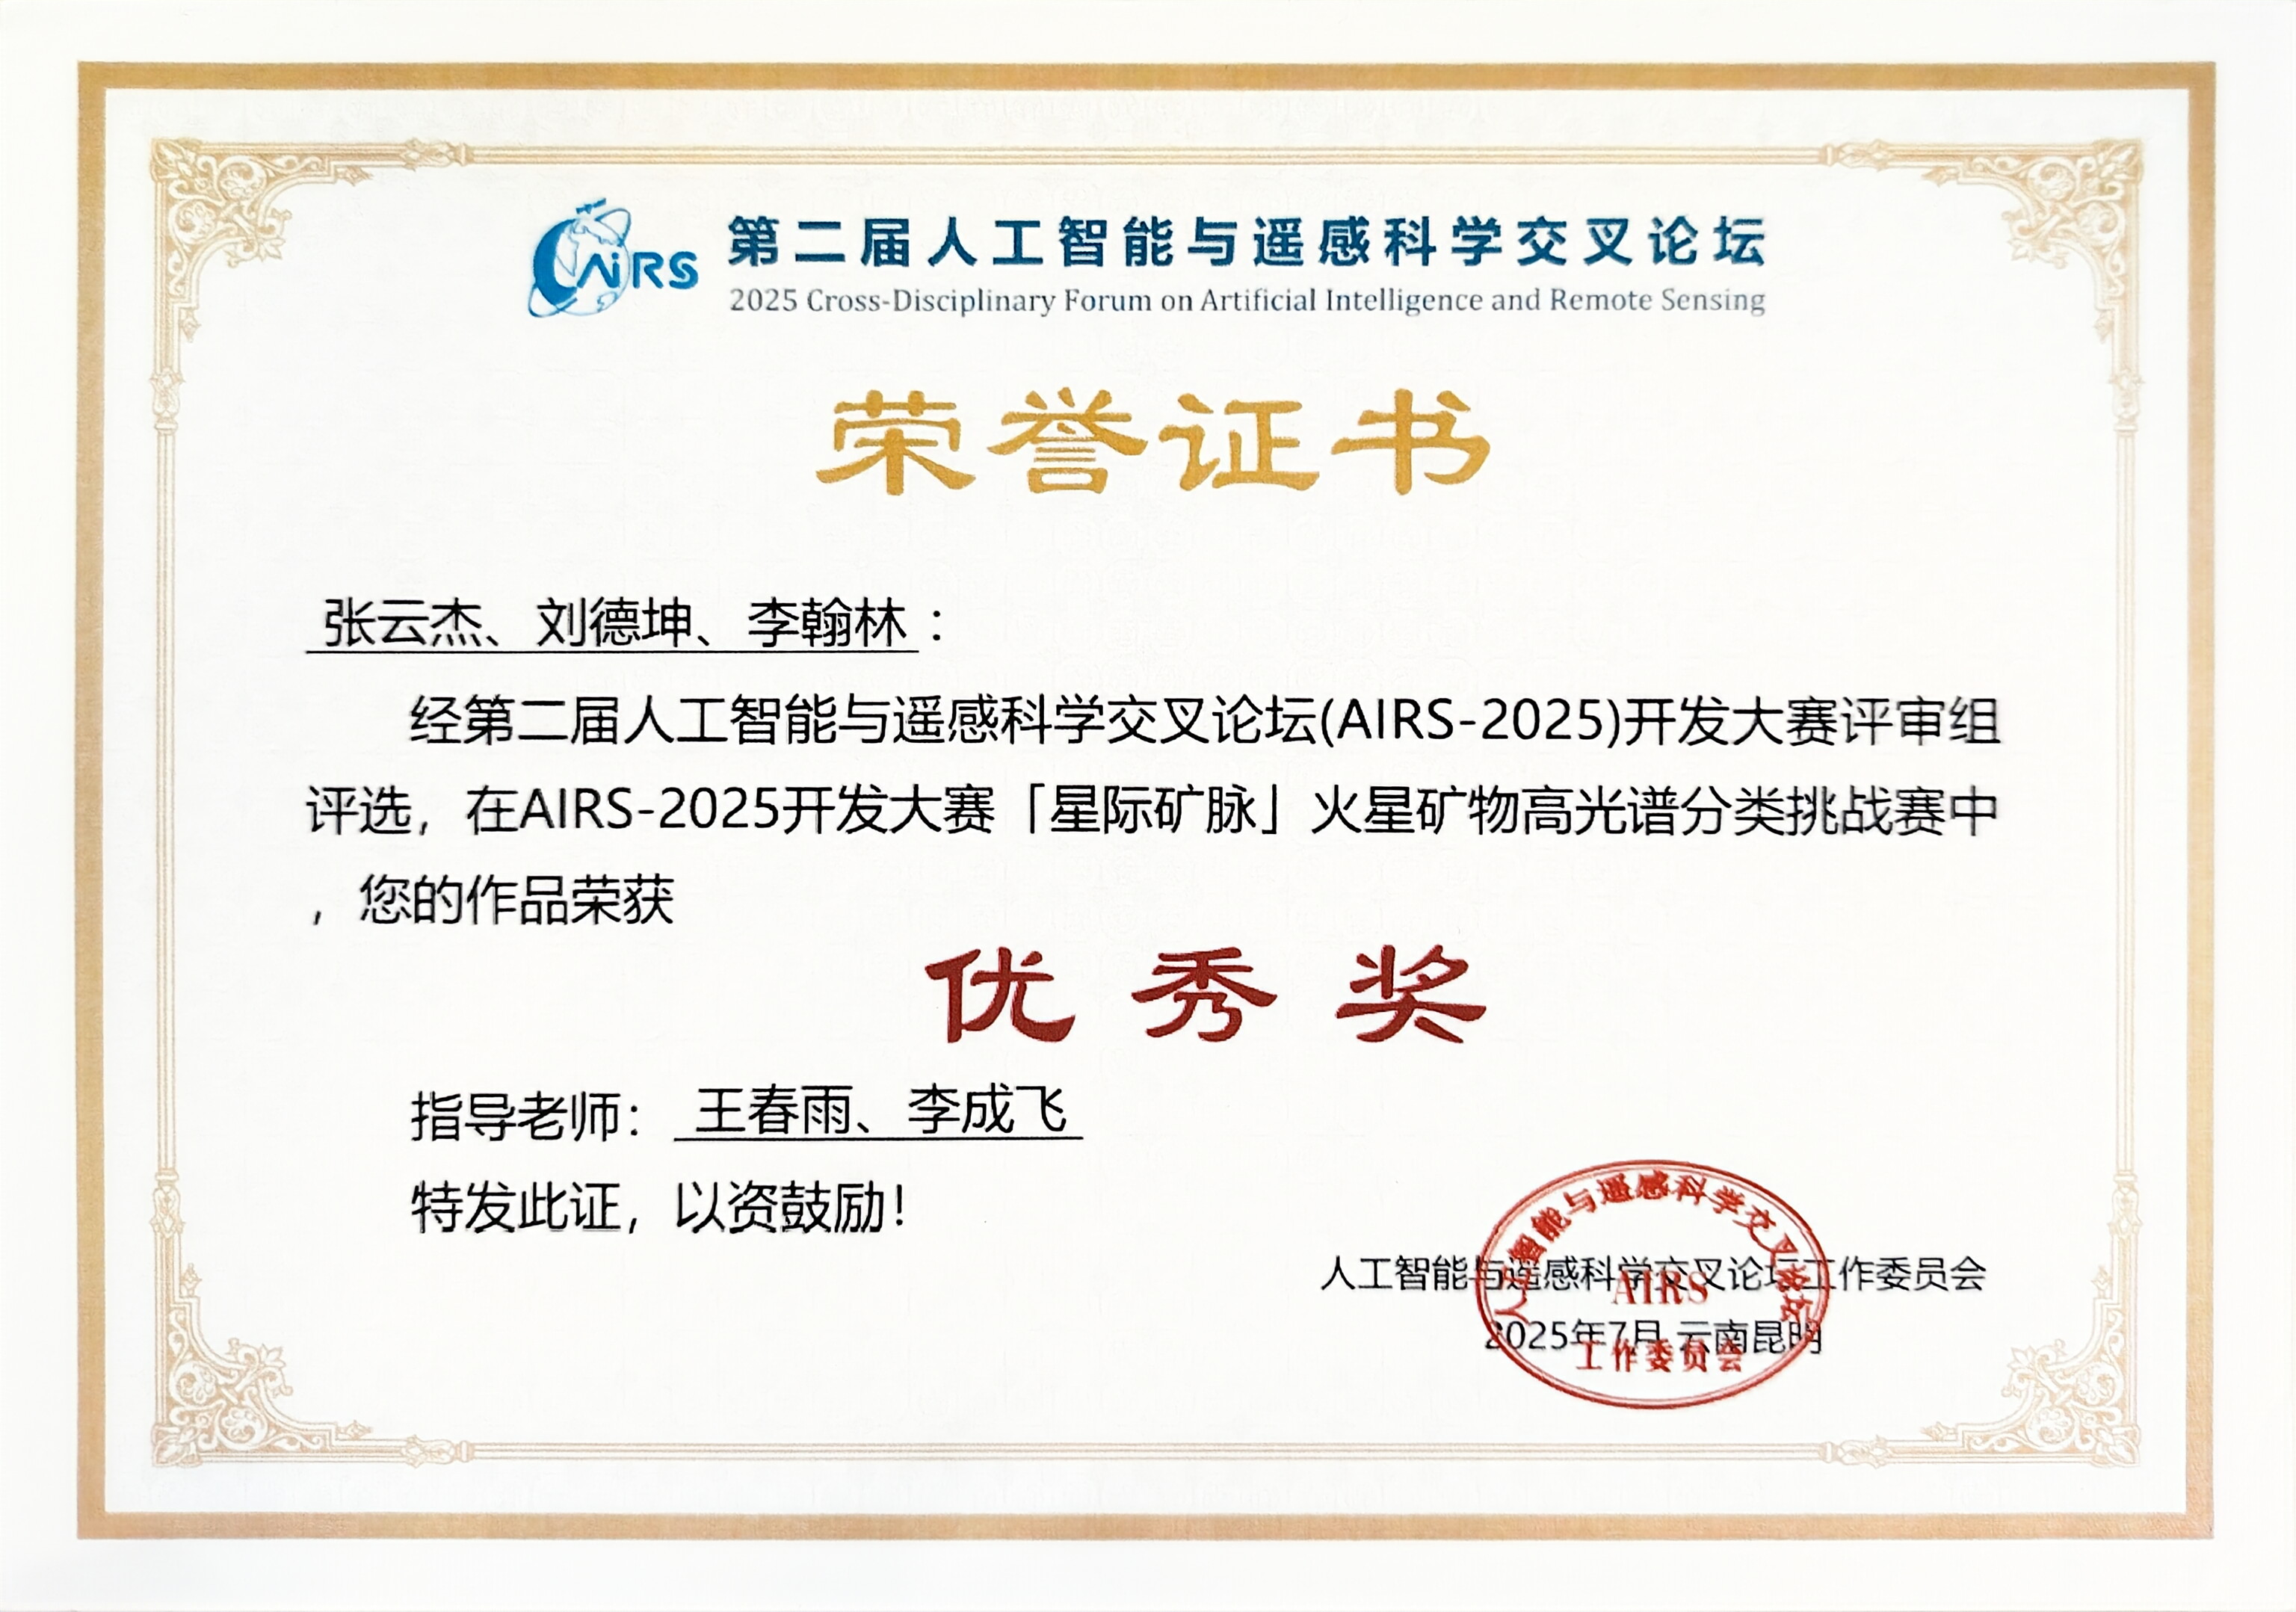 AiRS 第二届人工智能与遥感科学交叉论坛
2025 Cross-Disciplinary Forum on Artificial Intelligence and Remote Sensing
荣誉证书
张云杰、刘德坤、李翰林：
经第二届人工智能与遥感科学交叉论坛(AIRS-2025)开发大赛评审组
评选，在AIRS-2025开发大赛「星际矿脉」火星矿物高光谱分类挑战赛中
，您的作品荣获
优秀奖
指导老师：王春雨、李成飞
特发此证，以资鼓励！
人工智能与遥感科学交叉论坛工作委员会
2025年7月 云南昆明
人工智能与遥感科学交叉论坛
AIRS
工作委员会